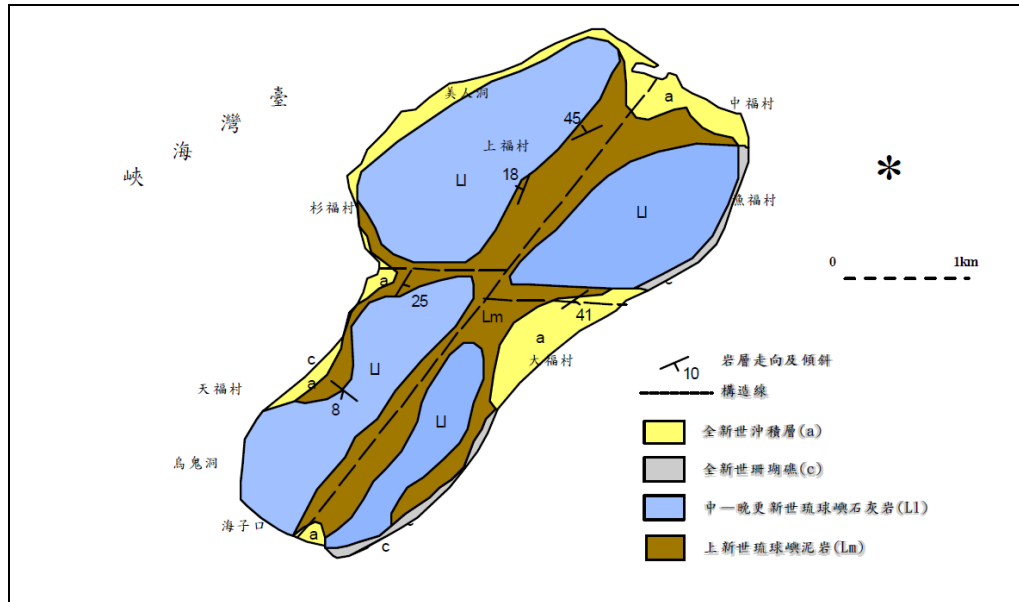 臺
灣
海
峽
美人洞
中福村
a
45
上福村
18
Ll
*
杉福村
Ll
漁福村
0 1km
a
c
25
Lm
41
a
大福村
c
a
Ll
天福村
8
Ll
烏鬼洞
海子口
a
c
c
10 岩層走向及傾斜
構造線
全新世沖積層(a)
全新世珊瑚礁(c)
中—晚更新世琉球嶼石灰岩(Ll)
上新世琉球嶼泥岩(Lm)